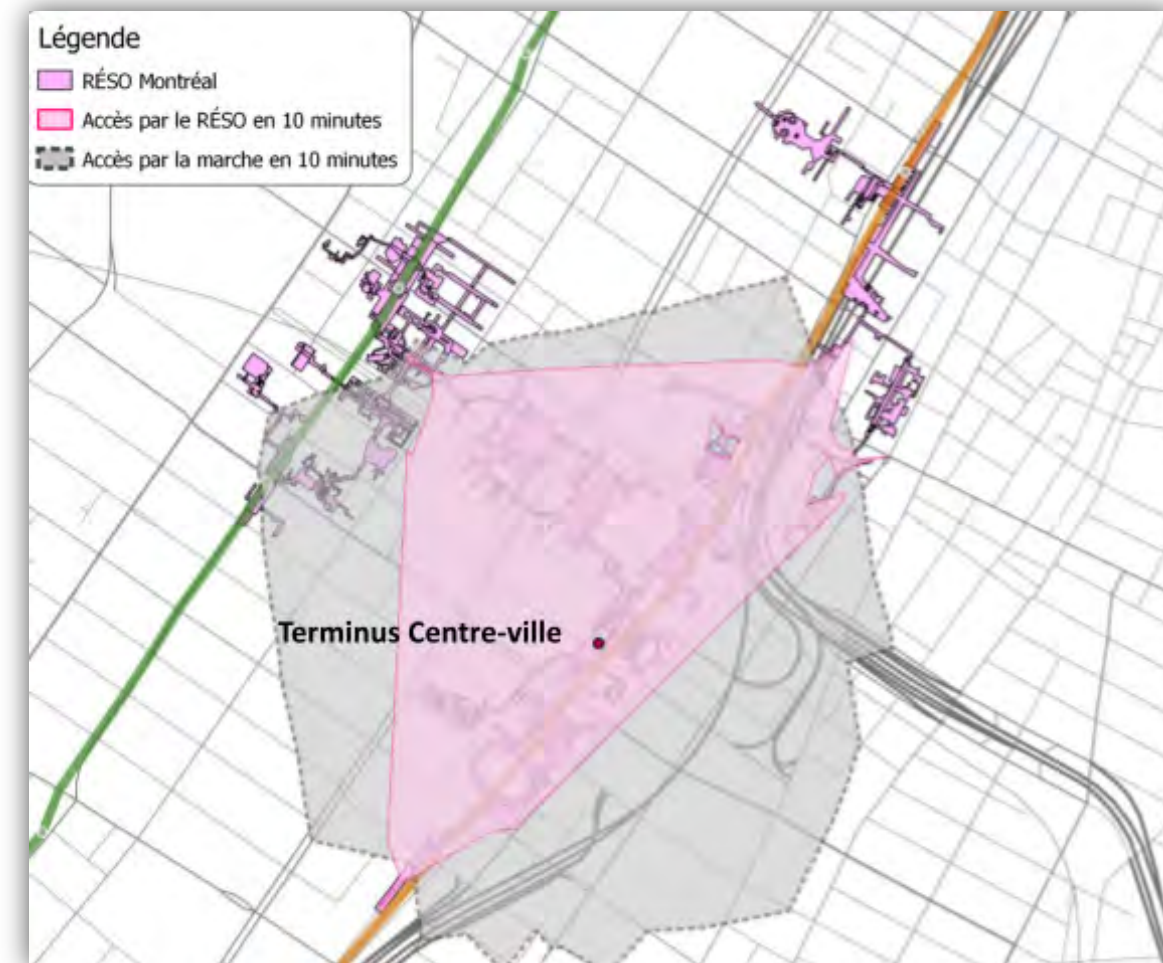 Légende
RÉSO Montréal
Accès par le RÉSO en 10 minutes
Accès par la marche en 10 minutes
Terminus Centre-ville